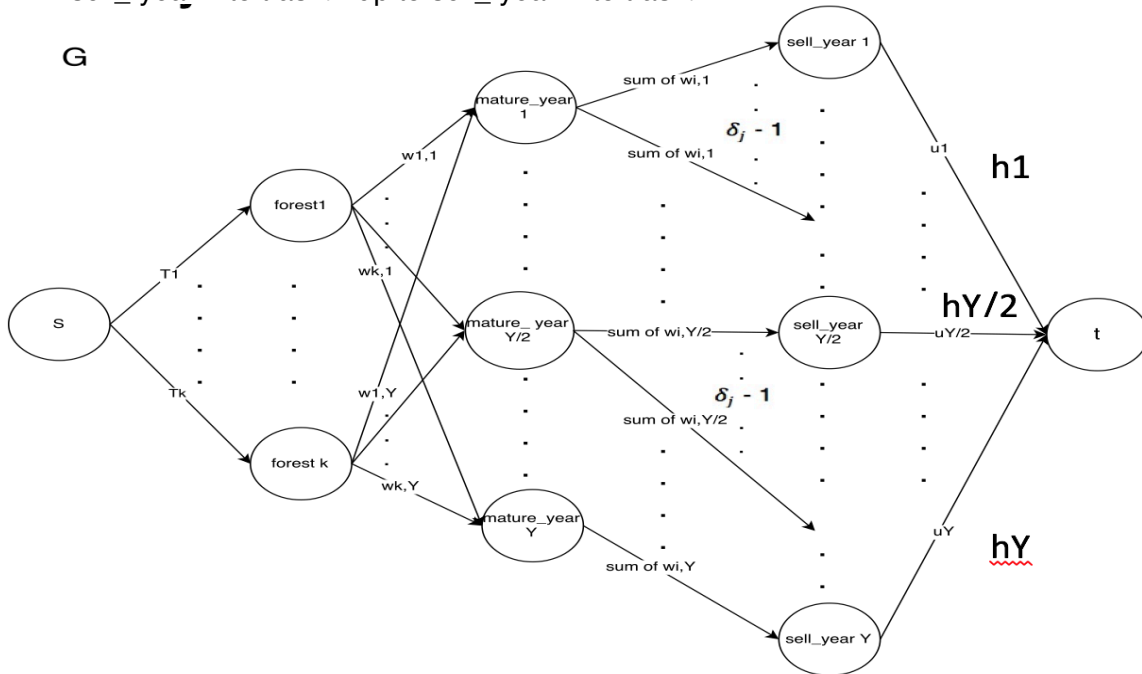 G
sell_year 1
mature_year
1
sum of wi,1
δj - 1
sum of wi,1
w1,1
u1
h1
forest1
wk,1
T1
S
mature_ year
Y/2
sum of wi,Y/2
sell_year
Y/2
hY/2
uY/2
t
Tk
w1,Y
δj - 1
sum of wi,Y/2
forest k
wk,Y
mature_year
Y
sum of wi,Y
uY
hY
sell_year Y